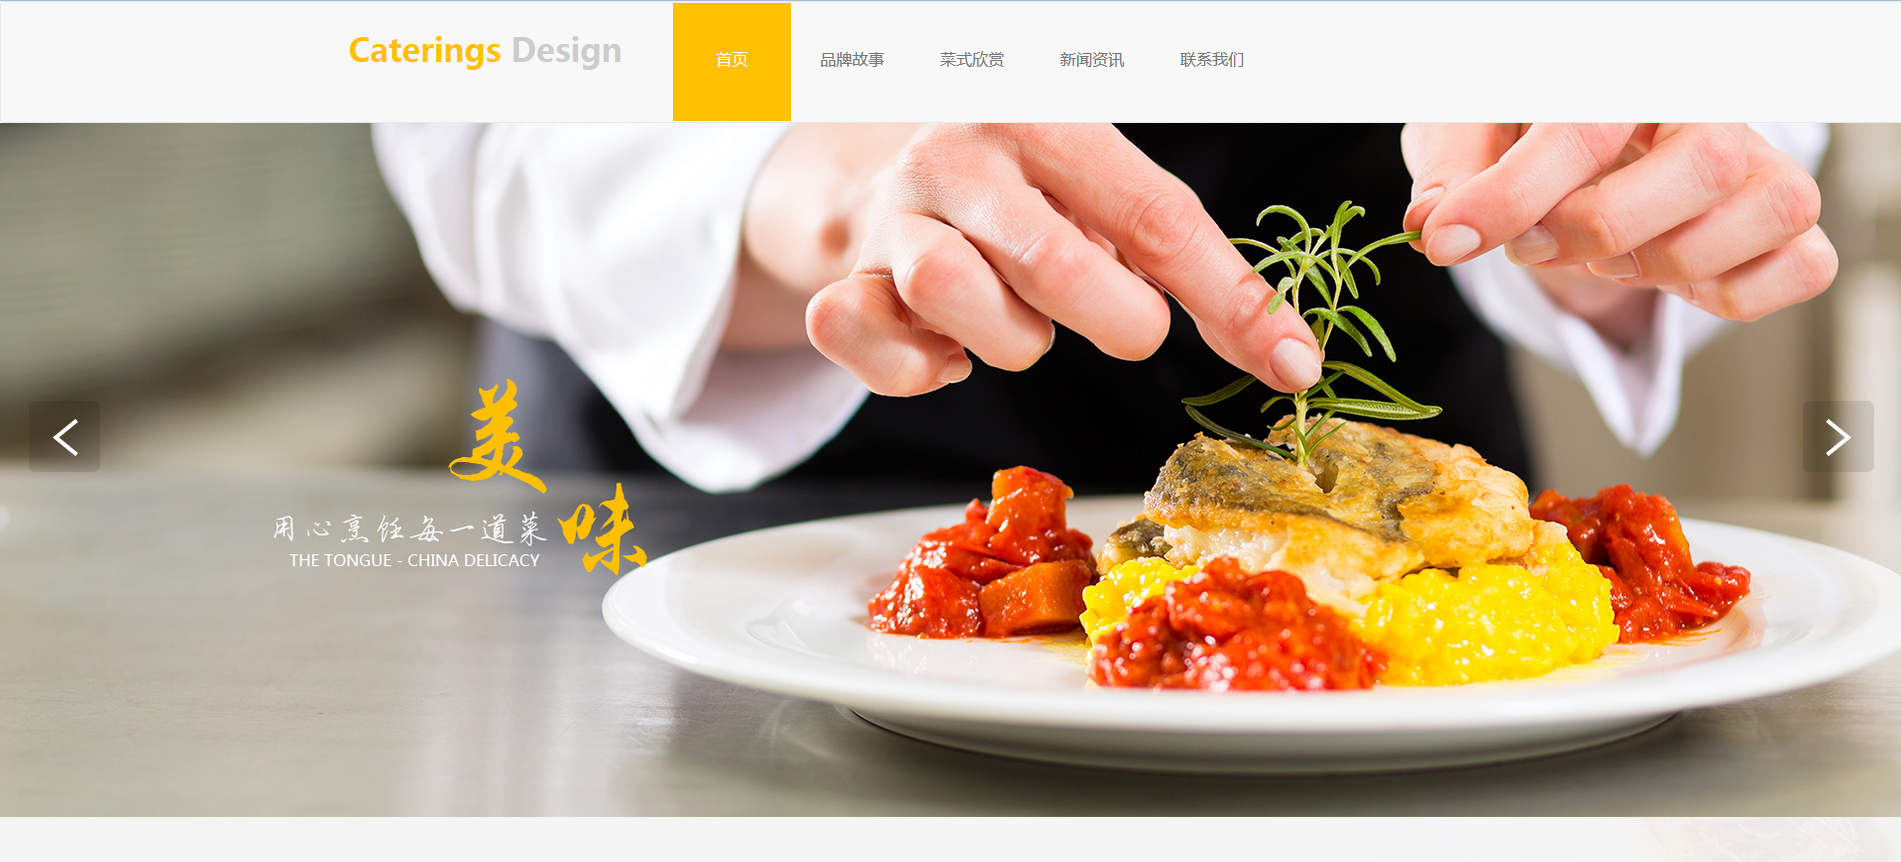 Caterings Design
首页 品牌故事 菜式欣赏 新闻资讯 联系我们
美味
用心烹饪每一道菜
THE TONGUE - CHINA DELICACY